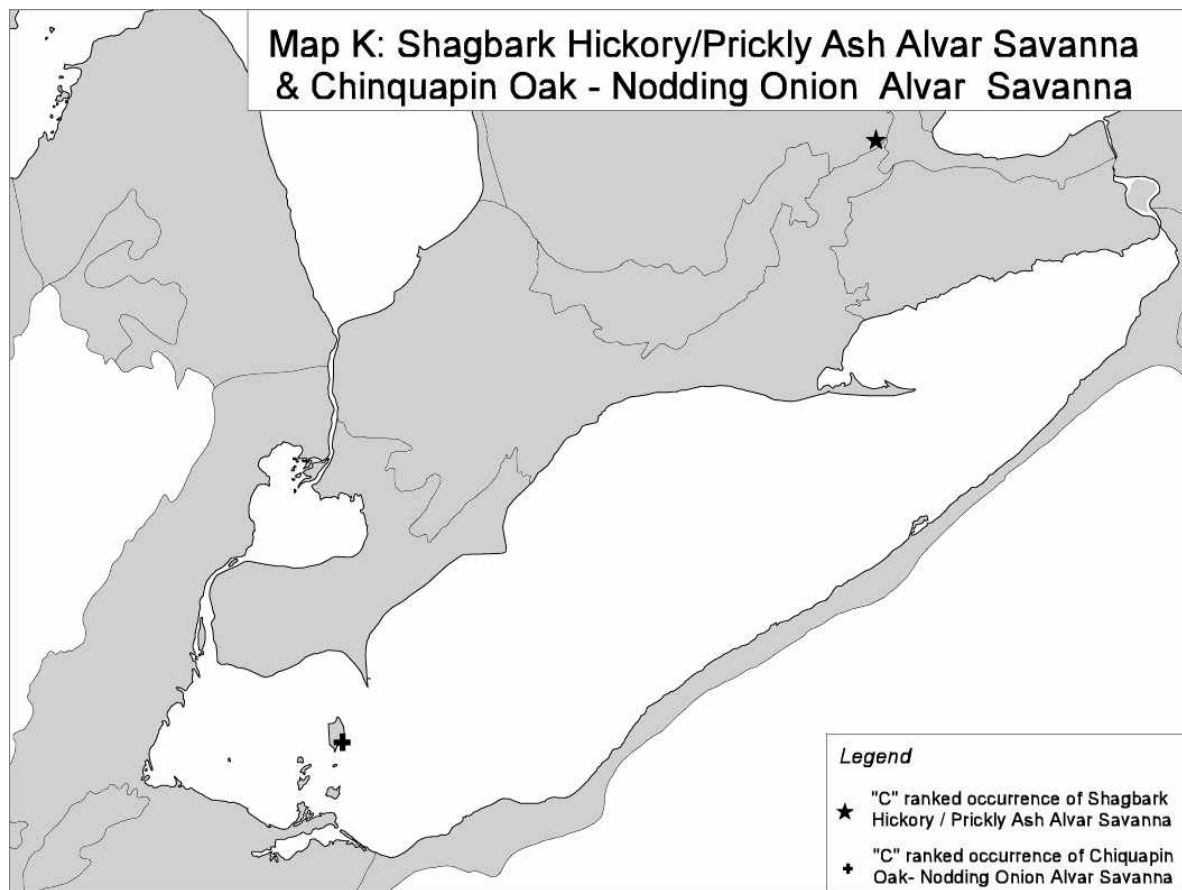 Map K: Shagbark Hickory/Prickly Ash Alvar Savanna
& Chinquapin Oak - Nodding Onion Alvar Savanna
Legend
"C" ranked occurrence of Shagbark
Hickory / Prickly Ash Alvar Savanna
"C" ranked occurrence of Chiquapin
Oak- Nodding Onion Alvar Savanna